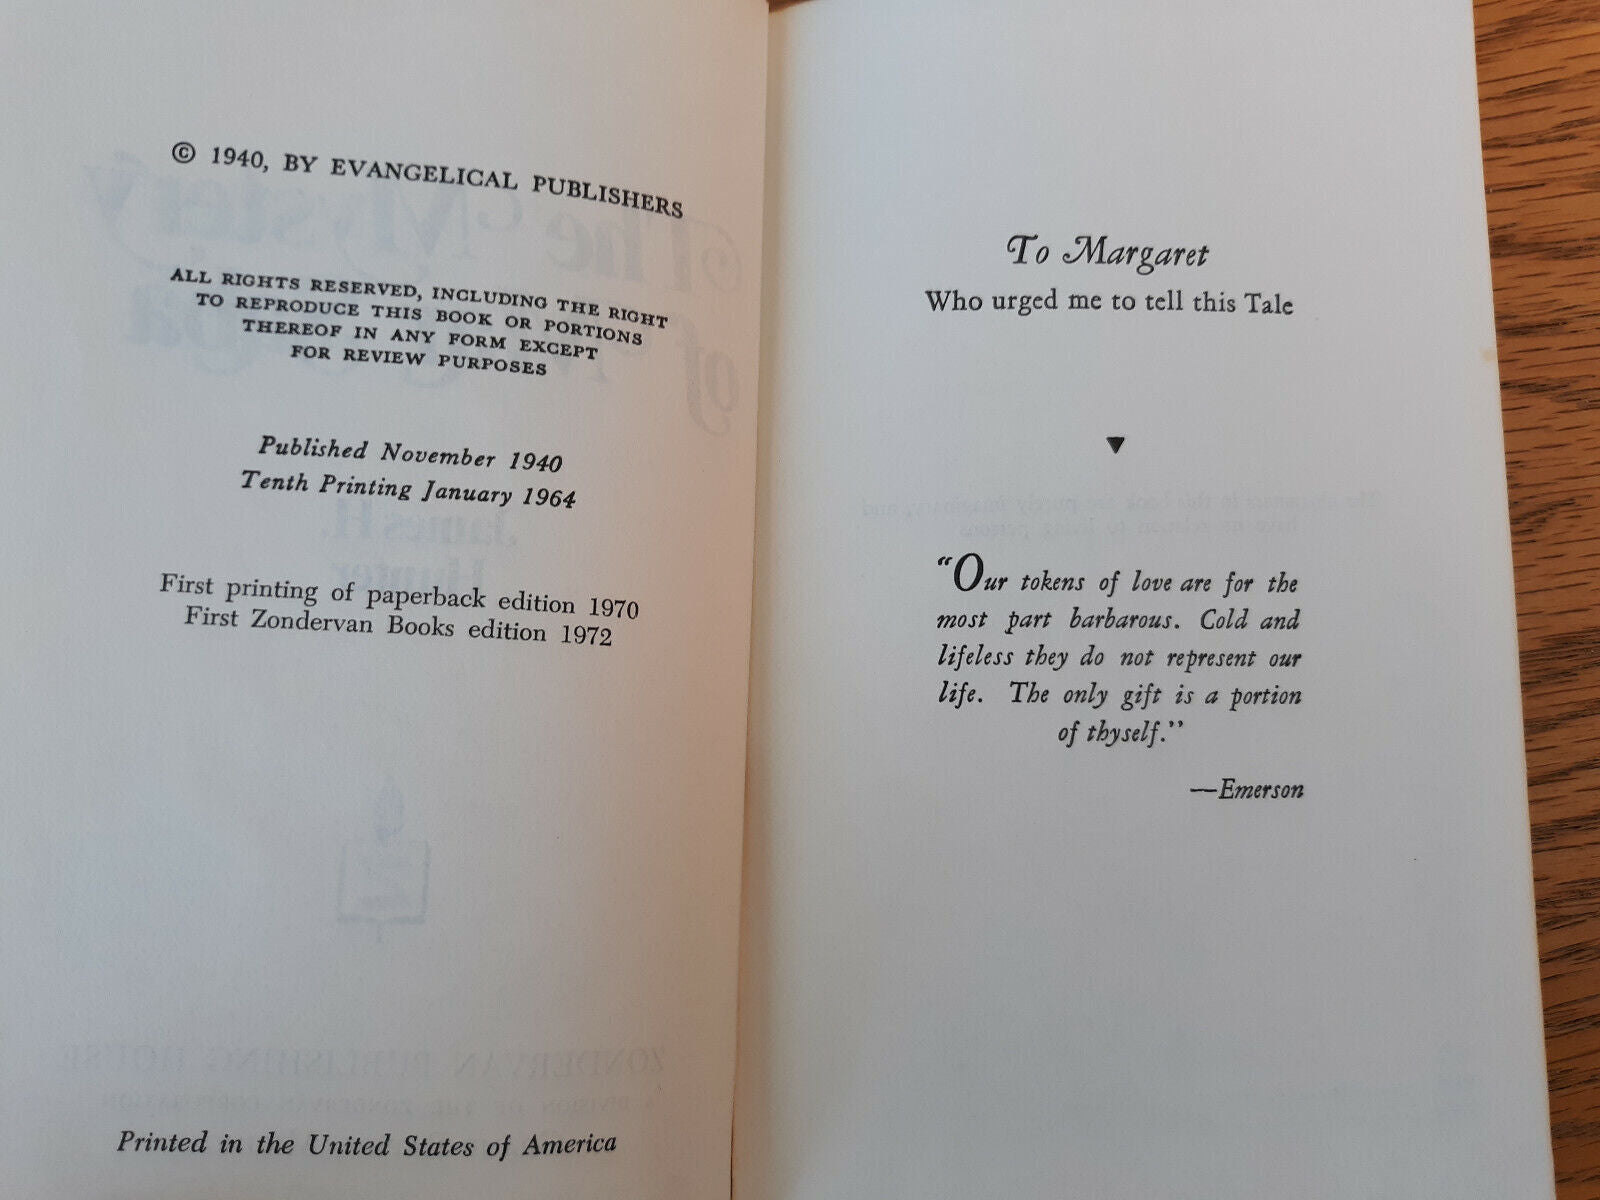 © 1940, BY EVANGELICAL PUBLISHERS
ALL RIGHTS RESERVED, INCLUDING THE RIGHT
TO REPRODUCE THIS BOOK OR PORTIONS
THEREOF IN ANY FORM EXCEPT
FOR REVIEW PURPOSES
Published November 1940
Tenth Printing January 1964
First printing of paperback edition 1970
First Zondervan Books edition 1972
Printed in the United States of America
To Margaret
Who urged me to tell this Tale
"Our tokens of love are for the
most part barbarous. Cold and
lifeless they do not represent our
life. The only gift is a portion
of thyself."
—Emerson